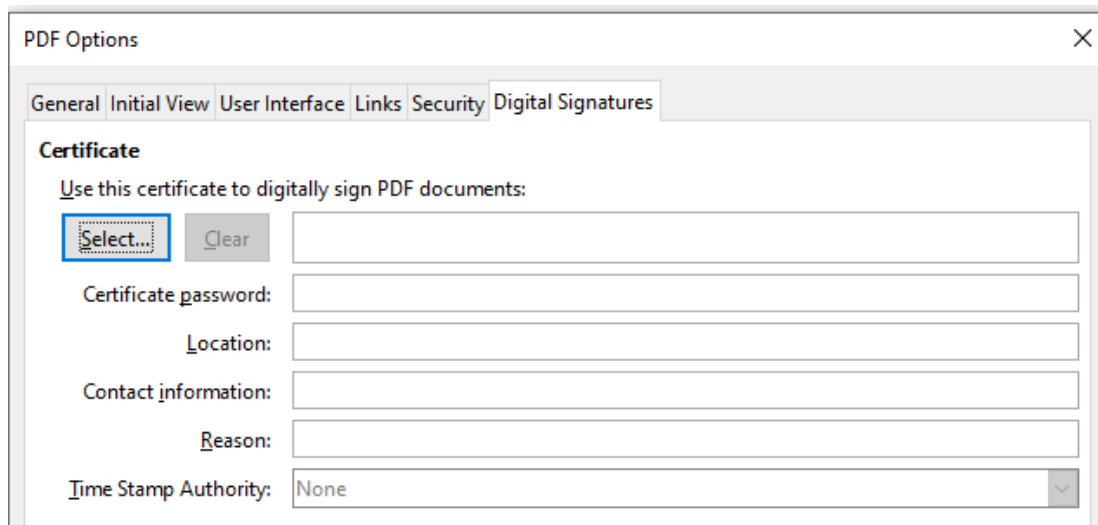 PDF Options
General Initial View User Interface Links Security Digital Signatures
Certificate
Use this certificate to digitally sign PDF documents:
Select... Clear
Certificate password:
Location:
Contact information:
Reason:
Time Stamp Authority: None